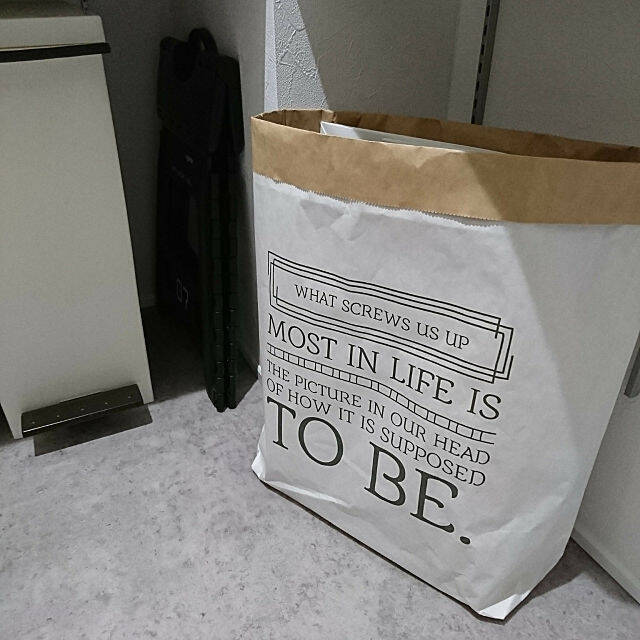 WHAT SCREWS US UP
MOST IN LIFE IS
THE PICTURE IN OUR HEAD
OF HOW IT IS SUPPOSED
TO BE.